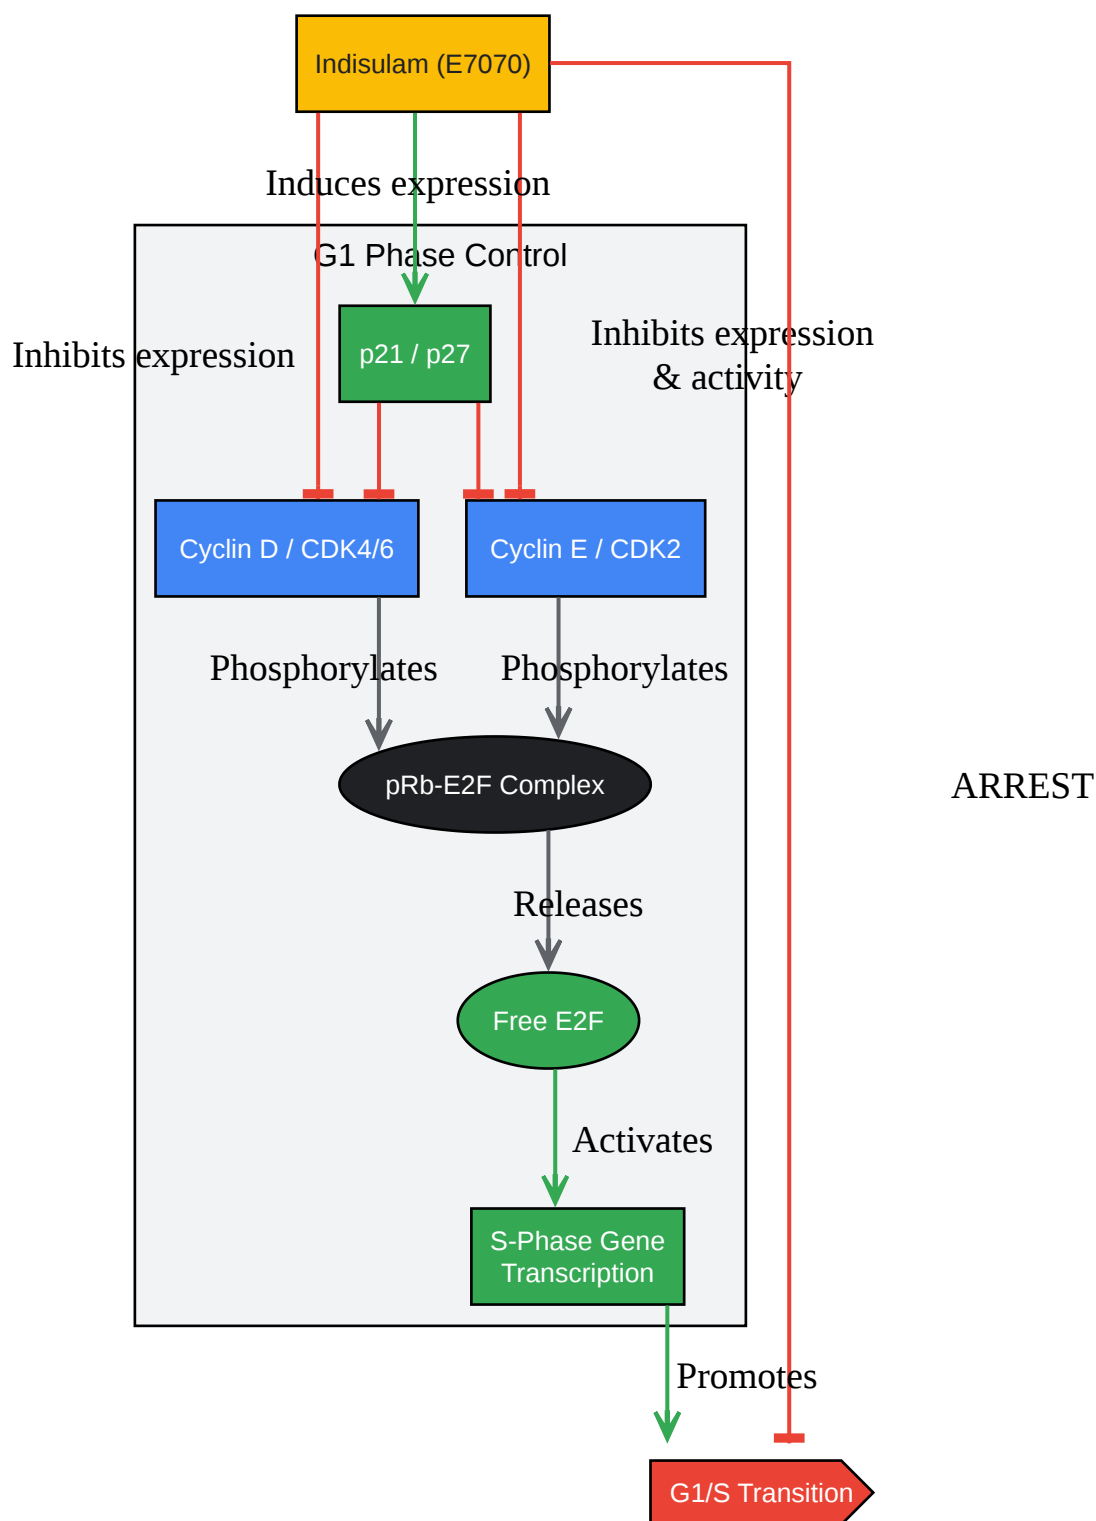 Indisulam (E7070)
Induces expression
G1 Phase Control
Inhibits expression
p21 / p27
Inhibits expression
& activity
Cyclin D / CDK4/6
Cyclin E / CDK2
Phosphorylates
Phosphorylates
pRb-E2F Complex
ARREST
Releases
Free E2F
Activates
S-Phase Gene
Transcription
Promotes
G1/S Transition